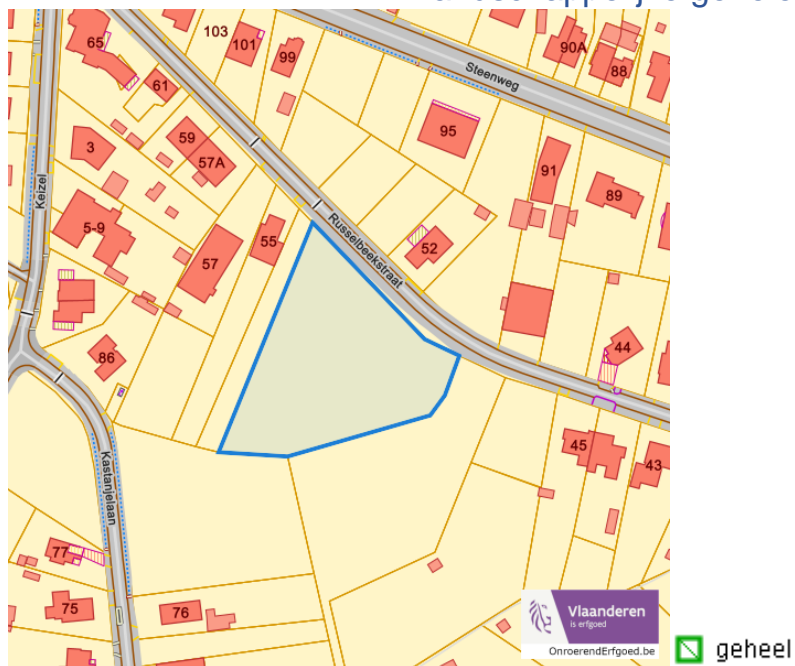 65
103
101
99
90A
88
Steenweg
61
59
57A
95
3
91
89
Keizel
5-9
Russelbeekstraat
55
57
52
86
44
45
43
Kastanjelaan
77
75
76
Vlaanderen
is erfgoed
OnroerendErfgoed.be
geheel